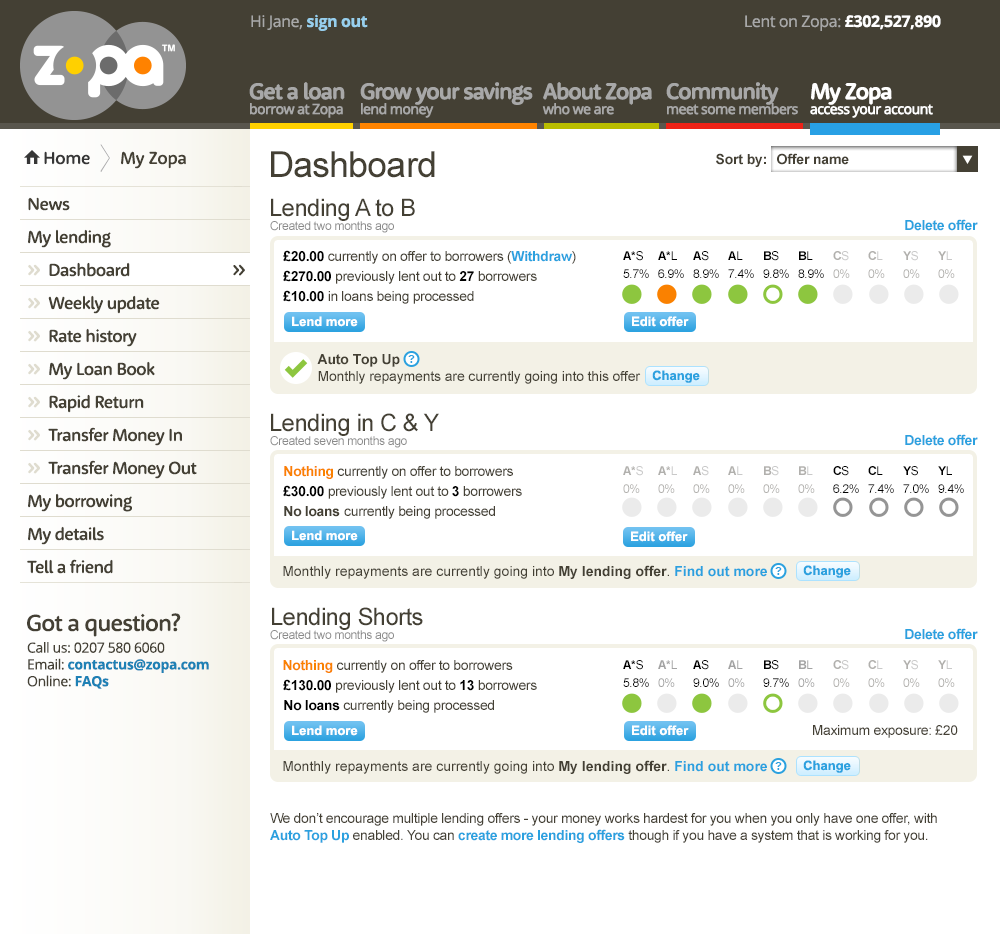 zopa™
Hi Jane, sign out
Lent on Zopa: £302,527,890
Get a loan
borrow at Zopa
Grow your savings
lend money
About Zopa
who we are
Community
meet some members
My Zopa
access your account
Home
My Zopa
News
My lending
Dashboard
Weekly update
Rate history
My Loan Book
Rapid Return
Transfer Money In
Transfer Money Out
My borrowing
My details
Tell a friend
Got a question?
Call us: 0207 580 6060
Email: contactus@zopa.com
Online: FAQs
Dashboard
Sort by: Offer name
Lending A to B
Created two months ago
Delete offer
£20.00 currently on offer to borrowers (Withdraw)
£270.00 previously lent out to 27 borrowers
£10.00 in loans being processed
A*S A*L AS AL BS BL CS CL YS YL
5.7% 6.9% 8.9% 7.4% 9.8% 8.9% 0% 0% 0% 0%
Lend more
Edit offer
Auto Top Up ?
Monthly repayments are currently going into this offer Change
Lending in C & Y
Created seven months ago
Delete offer
Nothing currently on offer to borrowers
£30.00 previously lent out to 3 borrowers
No loans currently being processed
A*S A*L AS AL BS BL CS CL YS YL
0% 0% 0% 0% 0% 0% 6.2% 7.4% 7.0% 9.4%
Lend more
Edit offer
Monthly repayments are currently going into My lending offer. Find out more ? Change
Lending Shorts
Created two months ago
Delete offer
Nothing currently on offer to borrowers
£130.00 previously lent out to 13 borrowers
No loans currently being processed
A*S A*L AS AL BS BL CS CL YS YL
5.8% 0% 9.0% 0% 9.7% 0% 0% 0% 0% 0%
Lend more
Edit offer
Maximum exposure: £20
Monthly repayments are currently going into My lending offer. Find out more ? Change
We don't encourage multiple lending offers - your money works hardest for you when you only have one offer, with
Auto Top Up enabled. You can create more lending offers though if you have a system that is working for you.